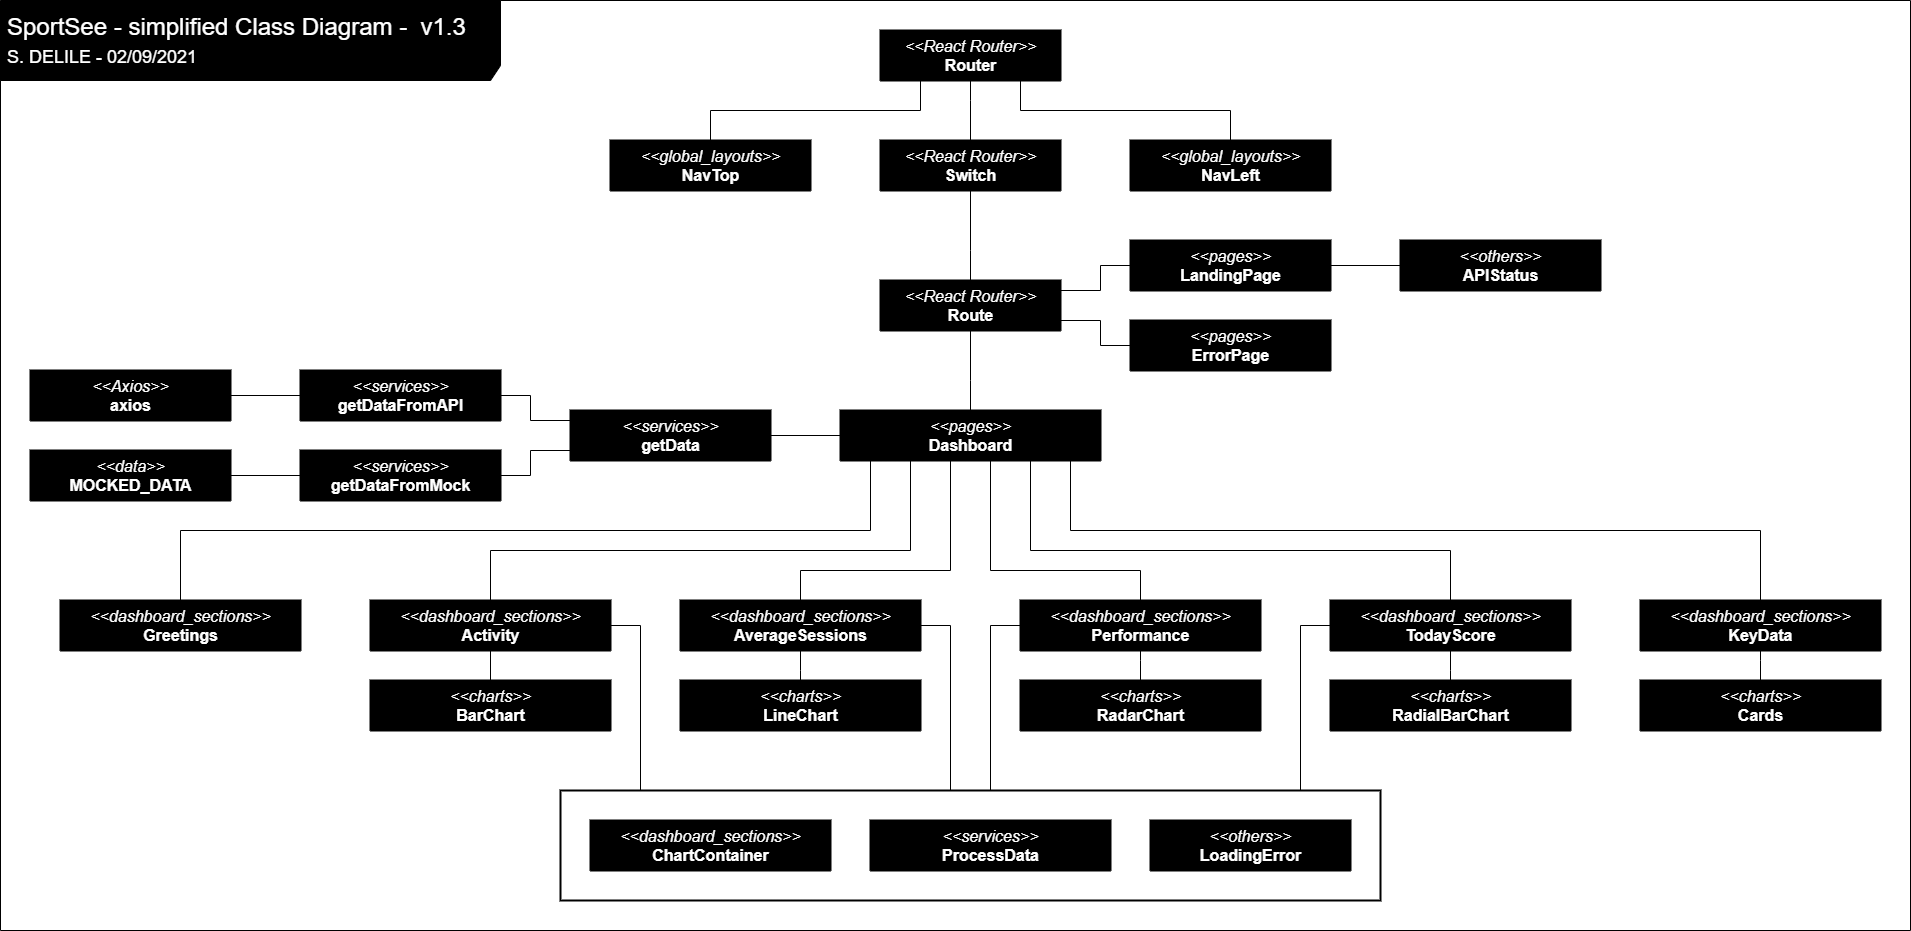 SportSee - simplified Class Diagram -  v1.3
S. DELILE - 02/09/2021
<<React Router>>
Router
<<global_layouts>>
NavTop
<<React Router>>
Switch
<<global_layouts>>
NavLeft
<<pages>>
LandingPage
<<others>>
APIStatus
<<React Router>>
Route
<<pages>>
ErrorPage
<<Axios>>
axios
<<services>>
getDataFromAPI
<<services>>
getData
<<pages>>
Dashboard
<<data>>
MOCKED_DATA
<<services>>
getDataFromMock
<<dashboard_sections>>
Greetings
<<dashboard_sections>>
Activity
<<dashboard_sections>>
AverageSessions
<<dashboard_sections>>
Performance
<<dashboard_sections>>
TodayScore
<<dashboard_sections>>
KeyData
<<charts>>
BarChart
<<charts>>
LineChart
<<charts>>
RadarChart
<<charts>>
RadialBarChart
<<charts>>
Cards
<<dashboard_sections>>
ChartContainer
<<services>>
ProcessData
<<others>>
LoadingError